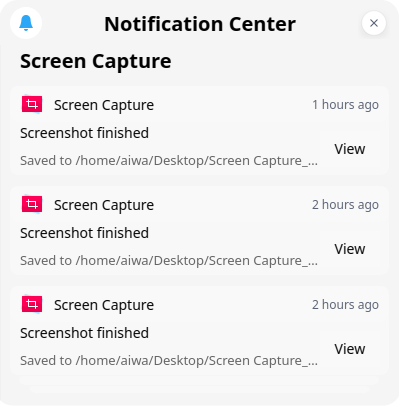 Notification Center
Screen Capture
Screen Capture 1 hours ago
Screenshot finished
Saved to /home/aiwa/Desktop/Screen Capture_...
View
Screen Capture 2 hours ago
Screenshot finished
Saved to /home/aiwa/Desktop/Screen Capture_...
View
Screen Capture 2 hours ago
Screenshot finished
Saved to /home/aiwa/Desktop/Screen Capture_...
View